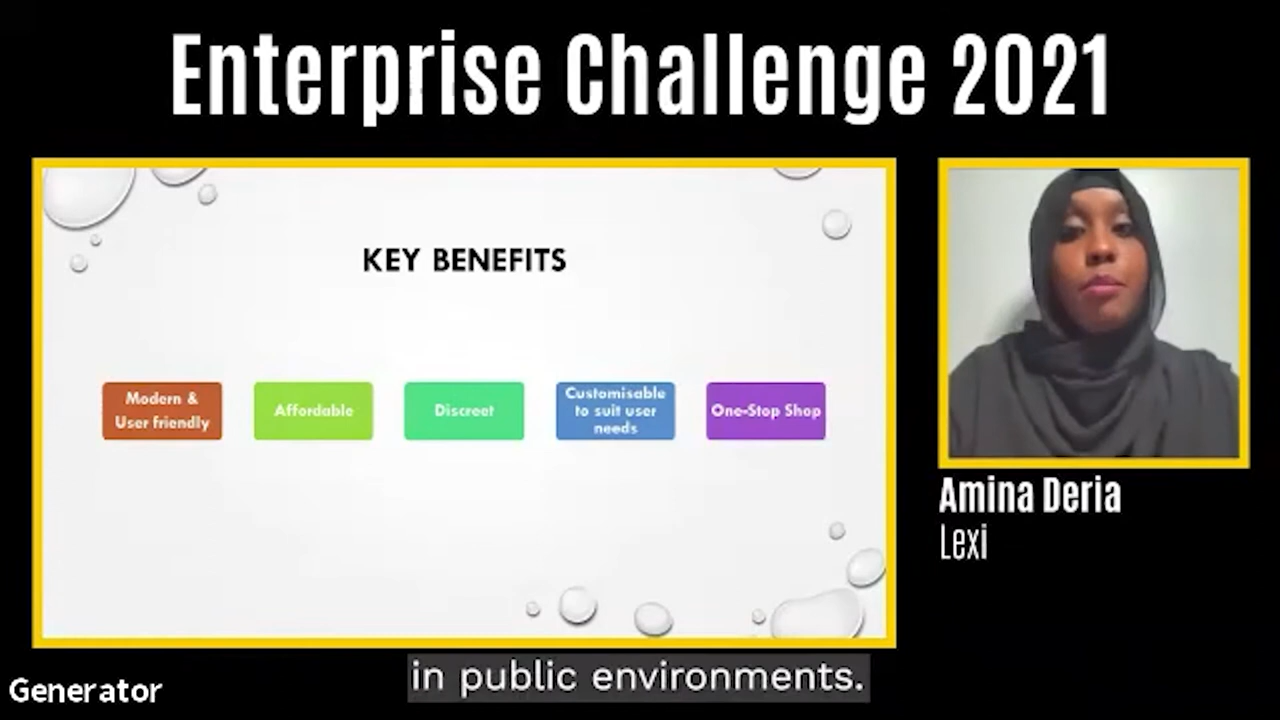 Enterprise Challenge 2021
KEY BENEFITS
Modern &
User friendly
Affordable
Discreet
Customisable
to suit user
needs
One-Stop Shop
Amina Deria
Lexi
in public environments.
Generator